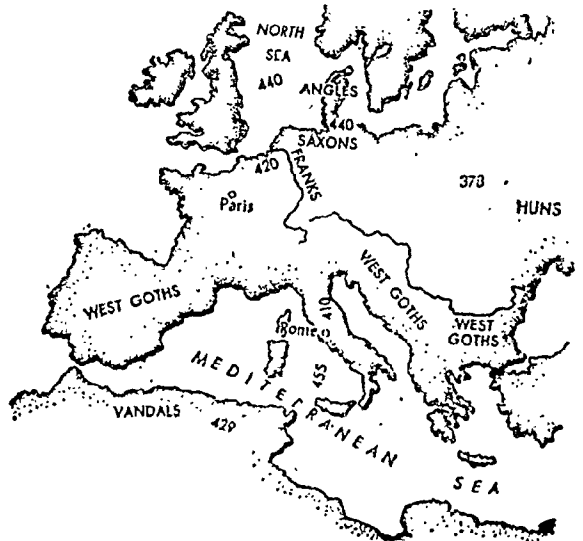 NORTH
SEA
440
ANGLES
440
SAXONS
420
FRANKS
Paris
378
HUNS
WEST GOTHS
WEST GOTHS
WEST
GOTHS
410
Rome
455
MEDITERRANEAN
SEA
VANDALS
429